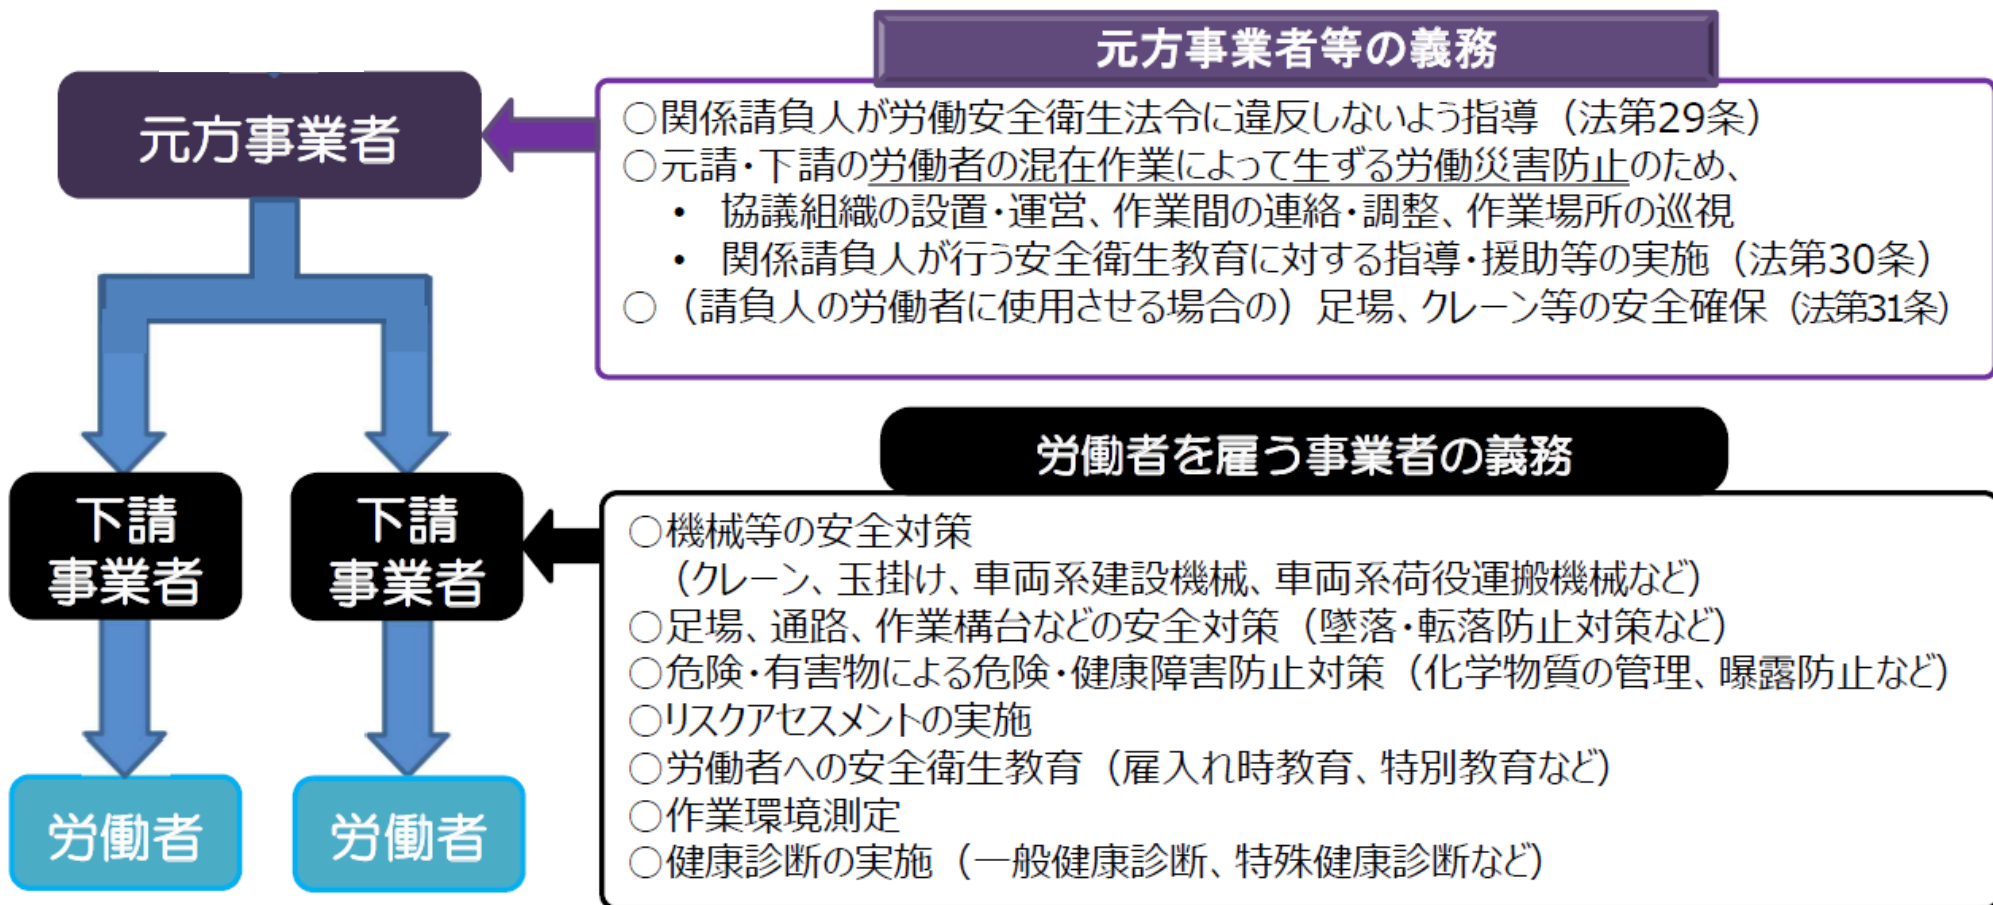 元方事業者等の義務
元方事業者
○関係請負人が労働安全衛生法令に違反しないよう指導（法第29条）
○元請・下請の労働者の混在作業によって生ずる労働災害防止のため、
• 協議組織の設置・運営、作業間の連絡・調整、作業場所の巡視
• 関係請負人が行う安全衛生教育に対する指導・援助等の実施（法第30条）
○（請負人の労働者に使用させる場合の）足場、クレーン等の安全確保（法第31条）
労働者を雇う事業者の義務
下請
事業者
下請
事業者
○機械等の安全対策
（クレーン、玉掛け、車両系建設機械、車両系荷役運搬機械など）
○足場、通路、作業構台などの安全対策（墜落・転落防止対策など）
○危険・有害物による危険・健康障害防止対策（化学物質の管理、曝露防止など）
○リスクアセスメントの実施
○労働者への安全衛生教育（雇入れ時教育、特別教育など）
○作業環境測定
○健康診断の実施（一般健康診断、特殊健康診断など）
労働者
労働者